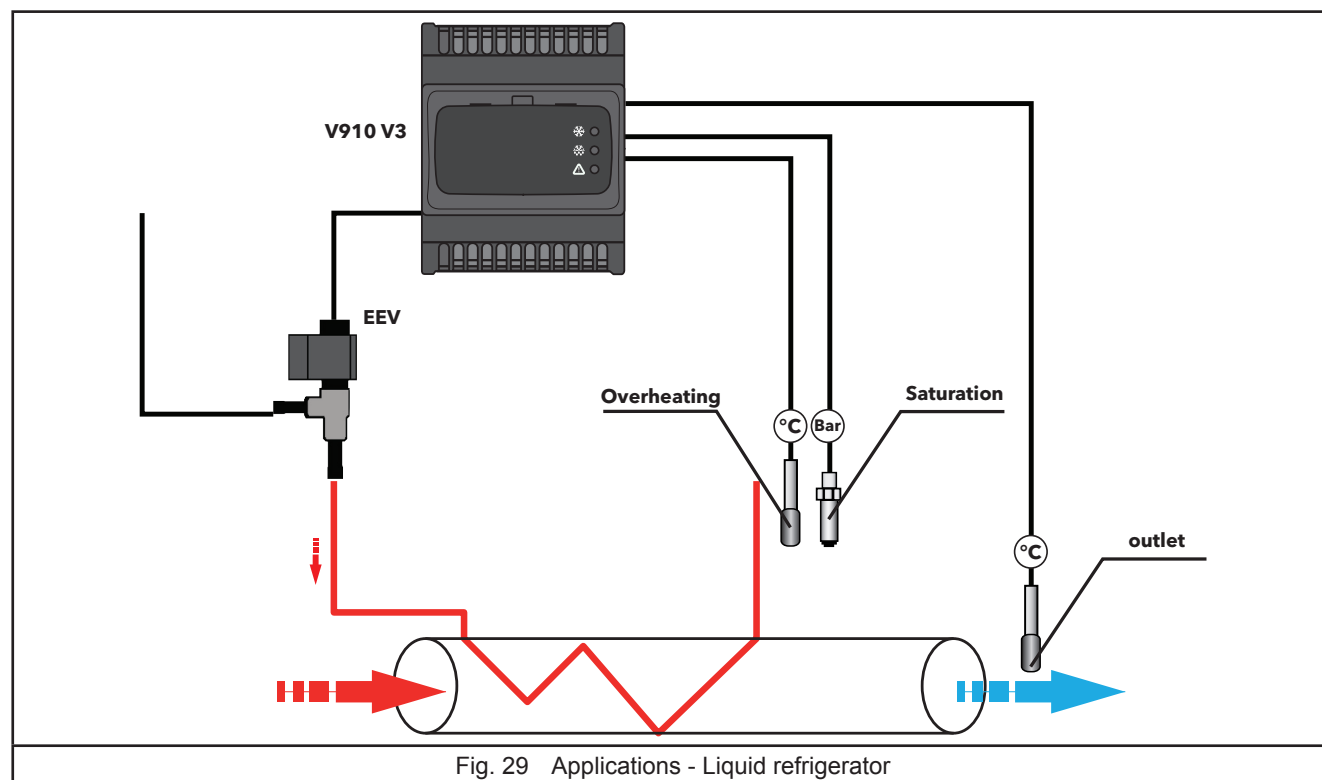 V910 V3
EEV
Overheating
Saturation
°C
Bar
°C
outlet
Fig. 29 Applications - Liquid refrigerator